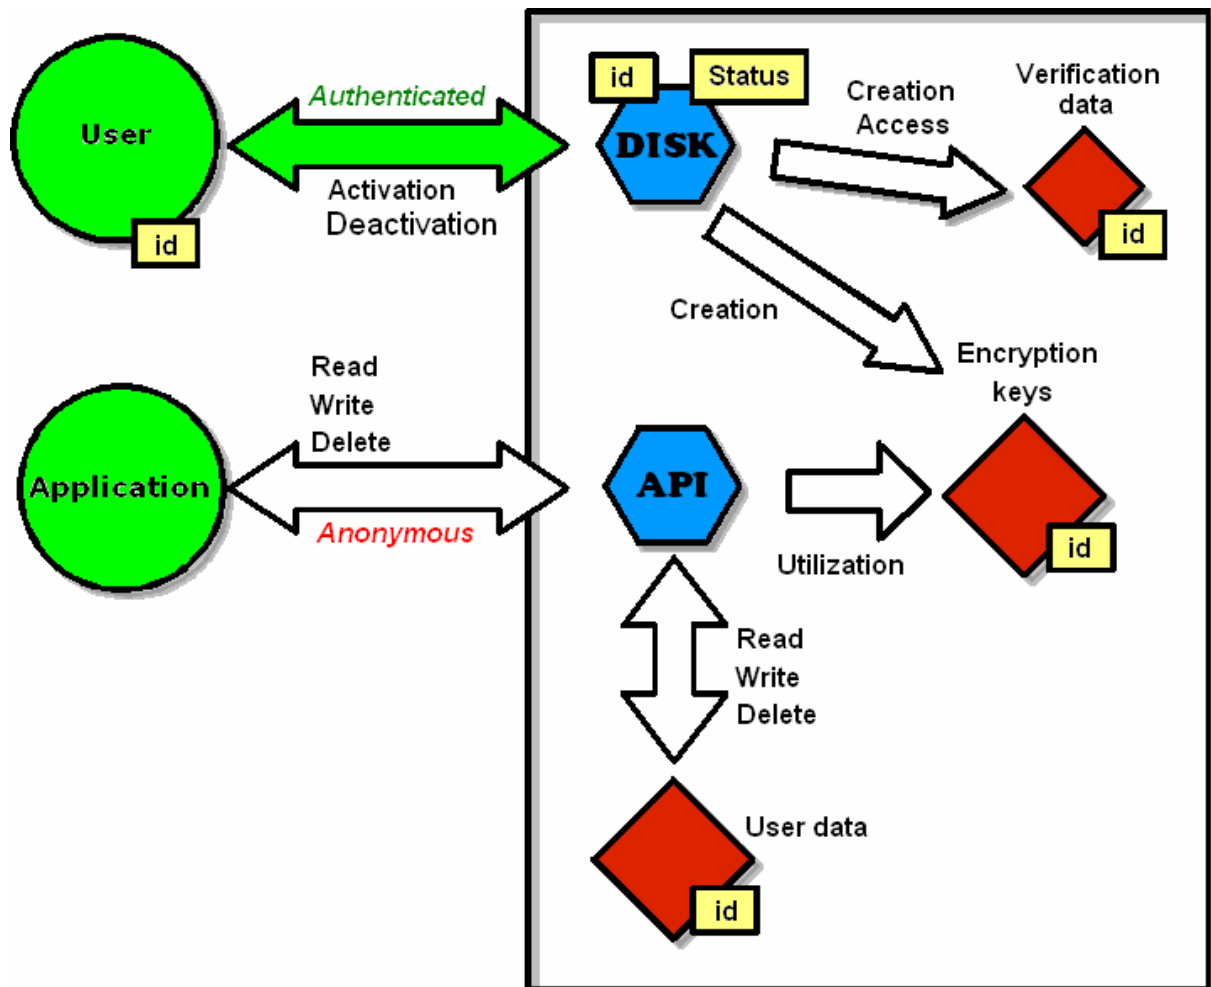 User
id
Authenticated
Activation
Deactivation
id
Status
DISK
Creation
Access
Verification
data
id
Creation
Encryption
keys
id
Read
Write
Delete
Application
Anonymous
API
Utilization
Read
Write
Delete
User data
id